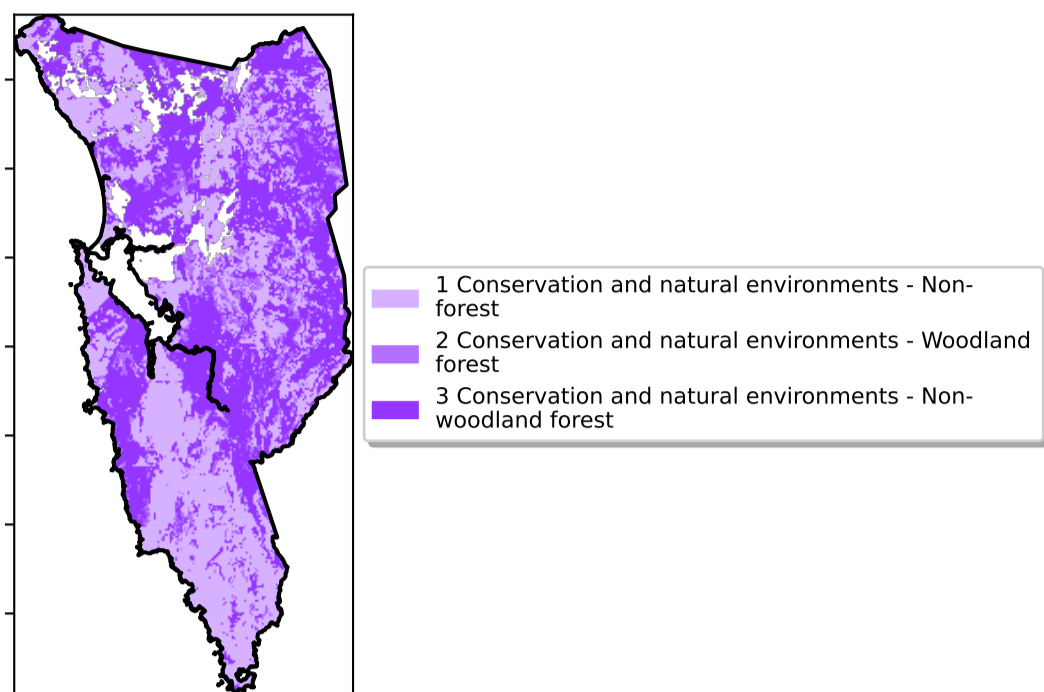 1 Conservation and natural environments - Non-
forest
2 Conservation and natural environments - Woodland
forest
3 Conservation and natural environments - Non-
woodland forest